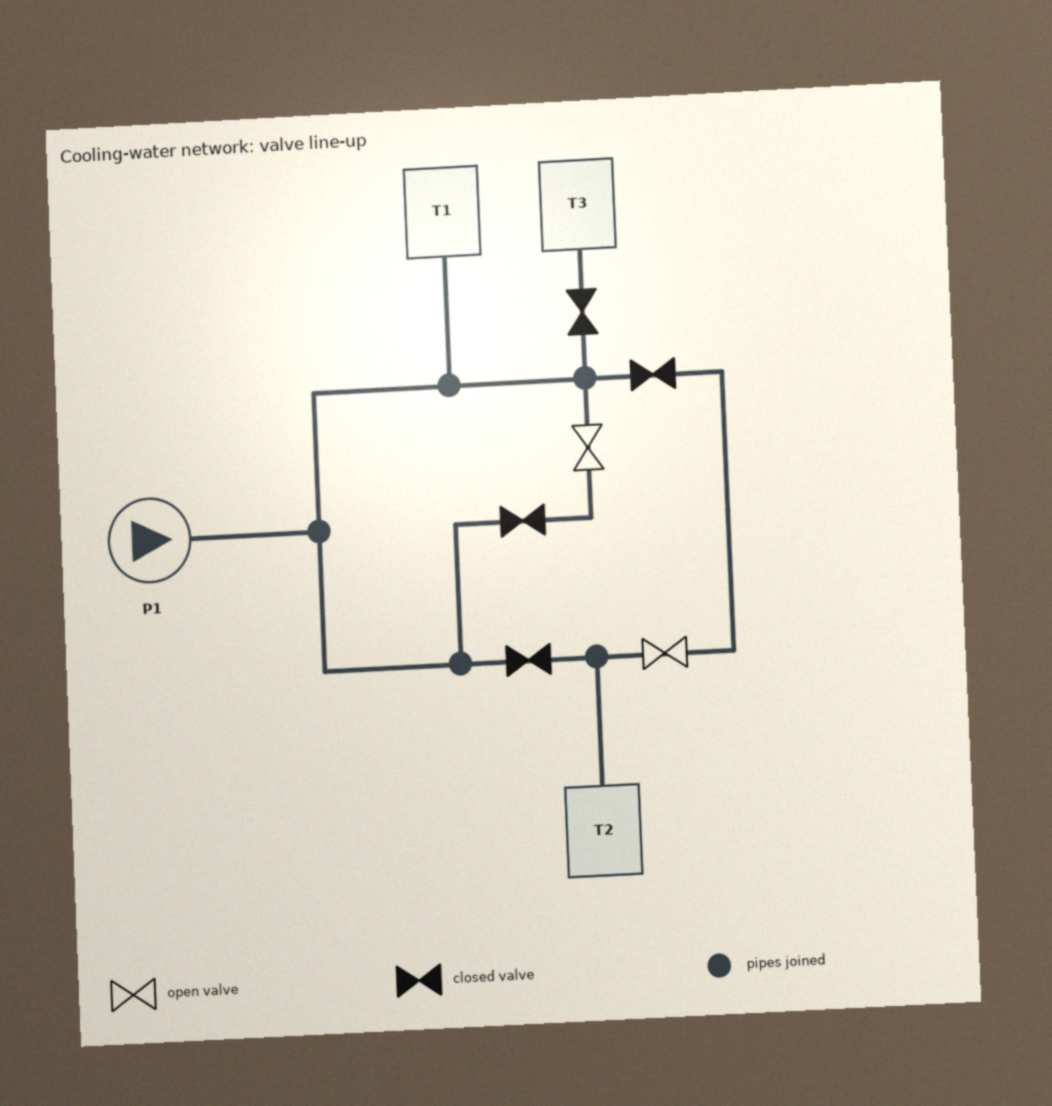 Cooling-water network: valve line-up
T1
T3
P1
T2
open valve
closed valve
pipes joined